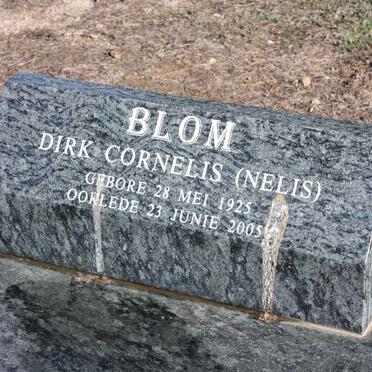 BLOM
DIRK CORNELIS (NELIS)
GEBORE 28 MEI 1925
OORLEDE 23 JUNIE 2005